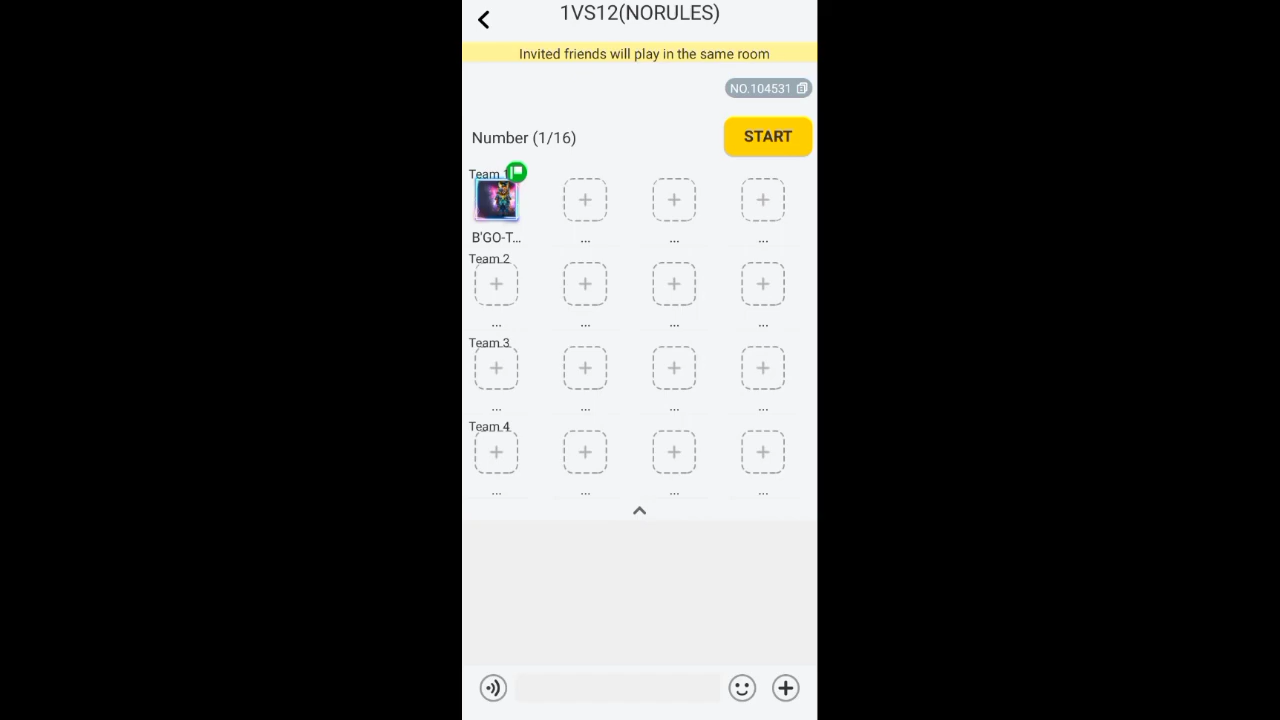 1VS12(NORULES)
Invited friends will play in the same room
NO.104531
Number (1/16)
START
Team 1
B'GO-T...
... ... ...
Team 2
... ... ... ...
Team 3
... ... ... ...
Team 4
... ... ... ...